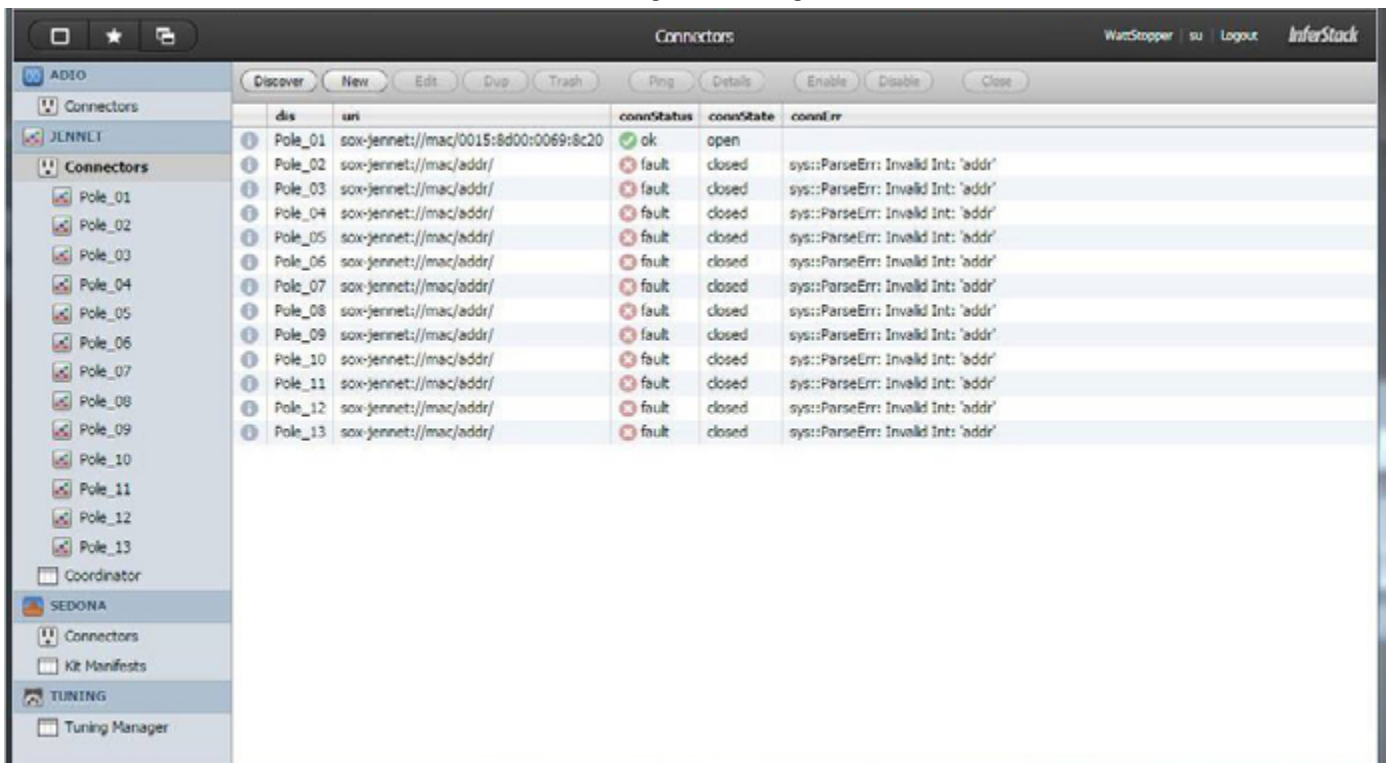 Connectors
WattStopper | su | Logout InferStack
ADIO
Connectors
JENNET
Connectors
Pole_01
Pole_02
Pole_03
Pole_04
Pole_05
Pole_06
Pole_07
Pole_08
Pole_09
Pole_10
Pole_11
Pole_12
Pole_13
Coordinator
SEDONA
Connectors
Kit Manifests
TUNING
Tuning Manager
Discover New Edit Dup Trash Ping Details Enable Disable Close
dis uri connStatus connState connErr
Pole_01 sox-jennet://mac/0015:8d00:0069:8c20 ok open
Pole_02 sox-jennet://mac/addr/ fault closed sys::ParseErr: Invalid Int: 'addr'
Pole_03 sox-jennet://mac/addr/ fault closed sys::ParseErr: Invalid Int: 'addr'
Pole_04 sox-jennet://mac/addr/ fault closed sys::ParseErr: Invalid Int: 'addr'
Pole_05 sox-jennet://mac/addr/ fault closed sys::ParseErr: Invalid Int: 'addr'
Pole_06 sox-jennet://mac/addr/ fault closed sys::ParseErr: Invalid Int: 'addr'
Pole_07 sox-jennet://mac/addr/ fault closed sys::ParseErr: Invalid Int: 'addr'
Pole_08 sox-jennet://mac/addr/ fault closed sys::ParseErr: Invalid Int: 'addr'
Pole_09 sox-jennet://mac/addr/ fault closed sys::ParseErr: Invalid Int: 'addr'
Pole_10 sox-jennet://mac/addr/ fault closed sys::ParseErr: Invalid Int: 'addr'
Pole_11 sox-jennet://mac/addr/ fault closed sys::ParseErr: Invalid Int: 'addr'
Pole_12 sox-jennet://mac/addr/ fault closed sys::ParseErr: Invalid Int: 'addr'
Pole_13 sox-jennet://mac/addr/ fault closed sys::ParseErr: Invalid Int: 'addr'